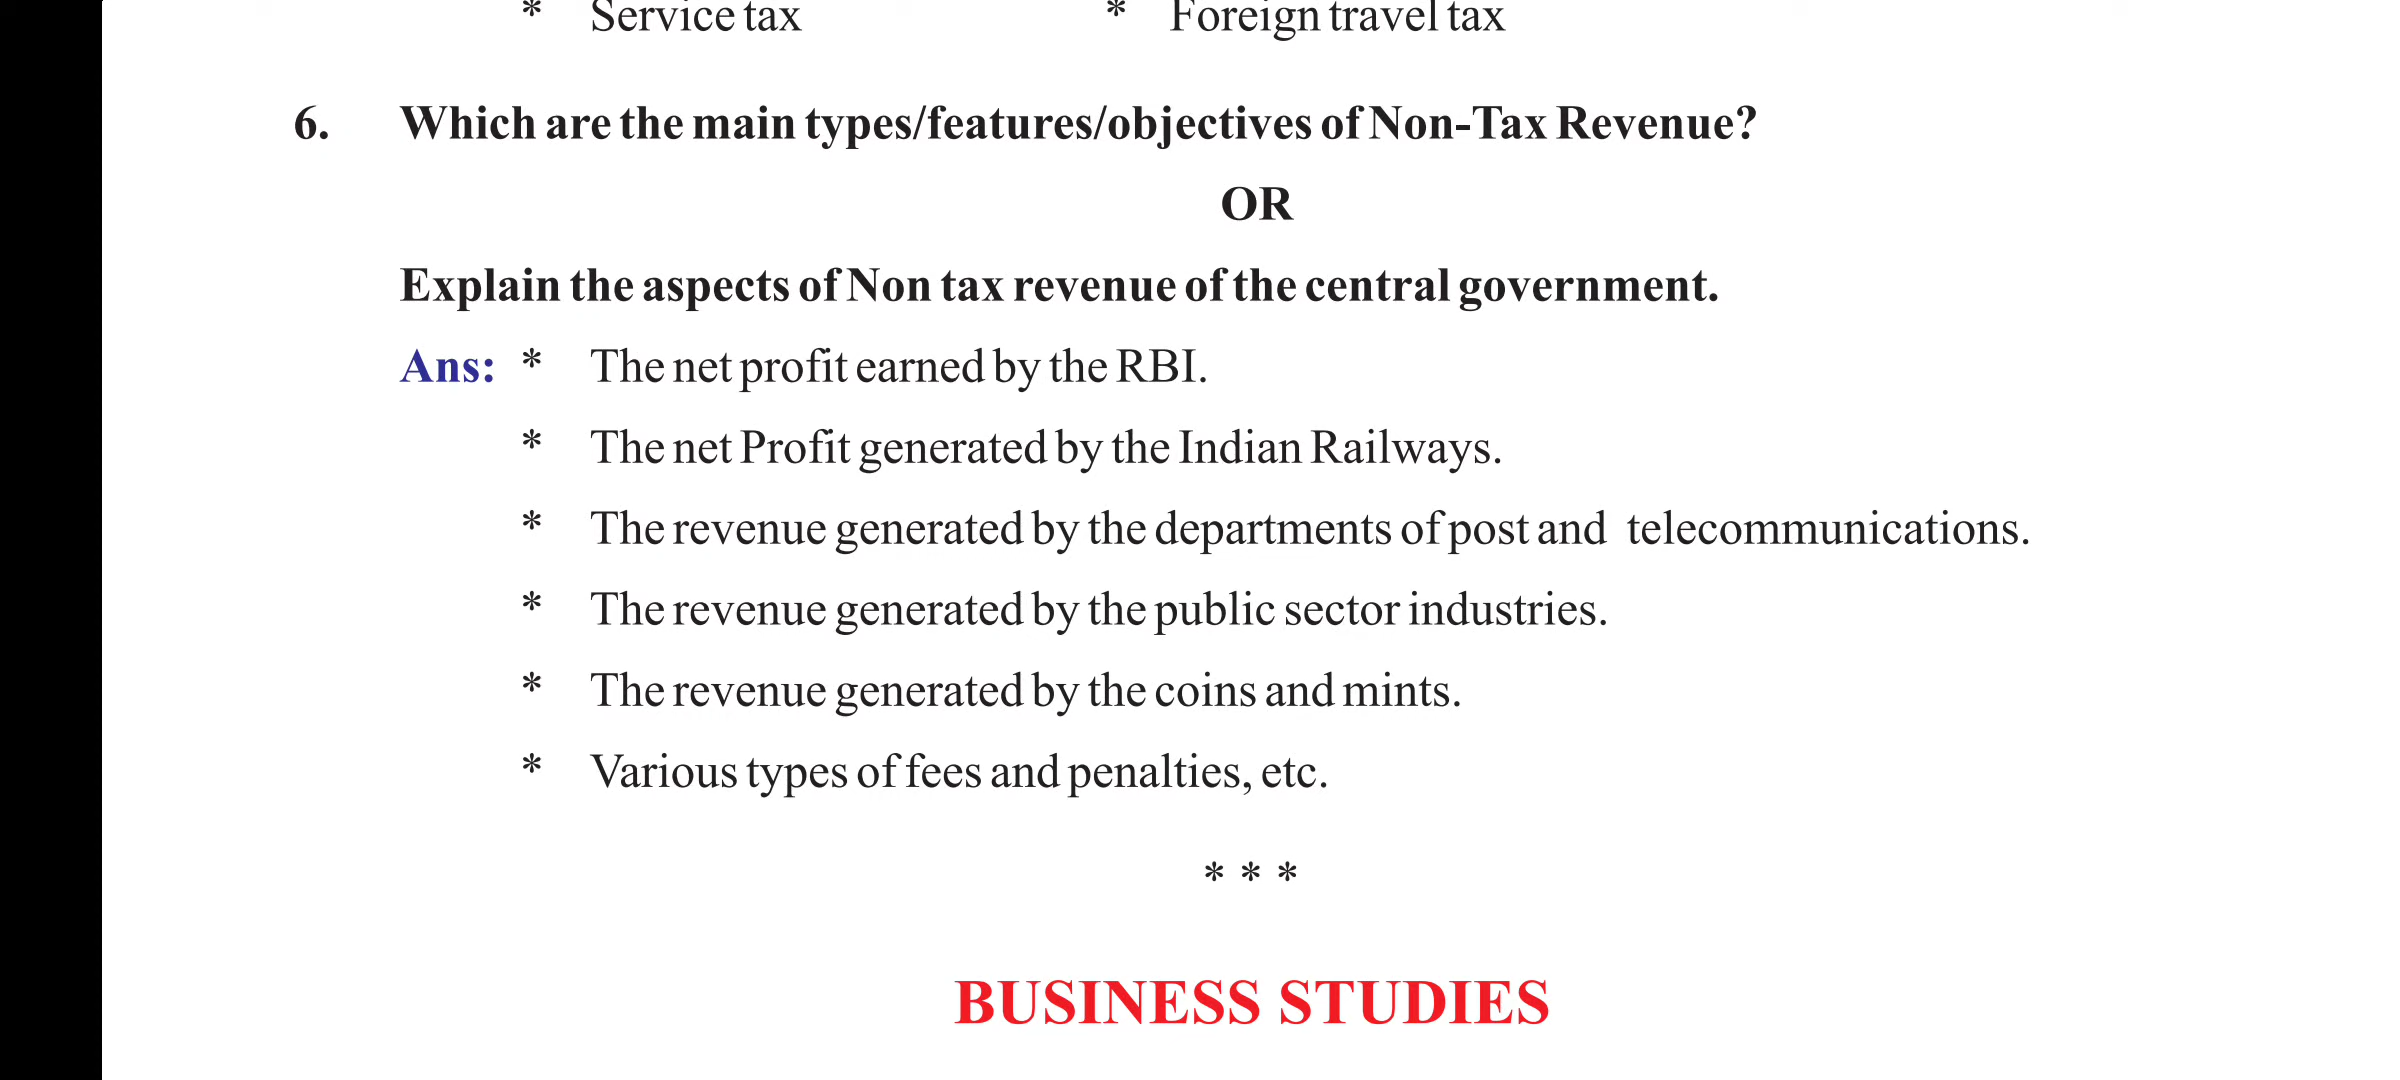 * Service tax * Foreign travel tax
6. Which are the main types/features/objectives of Non-Tax Revenue?
OR
Explain the aspects of Non tax revenue of the central government.
Ans: * The net profit earned by the RBI.
* The net Profit generated by the Indian Railways.
* The revenue generated by the departments of post and telecommunications.
* The revenue generated by the public sector industries.
* The revenue generated by the coins and mints.
* Various types of fees and penalties, etc.
* * *
BUSINESS STUDIES